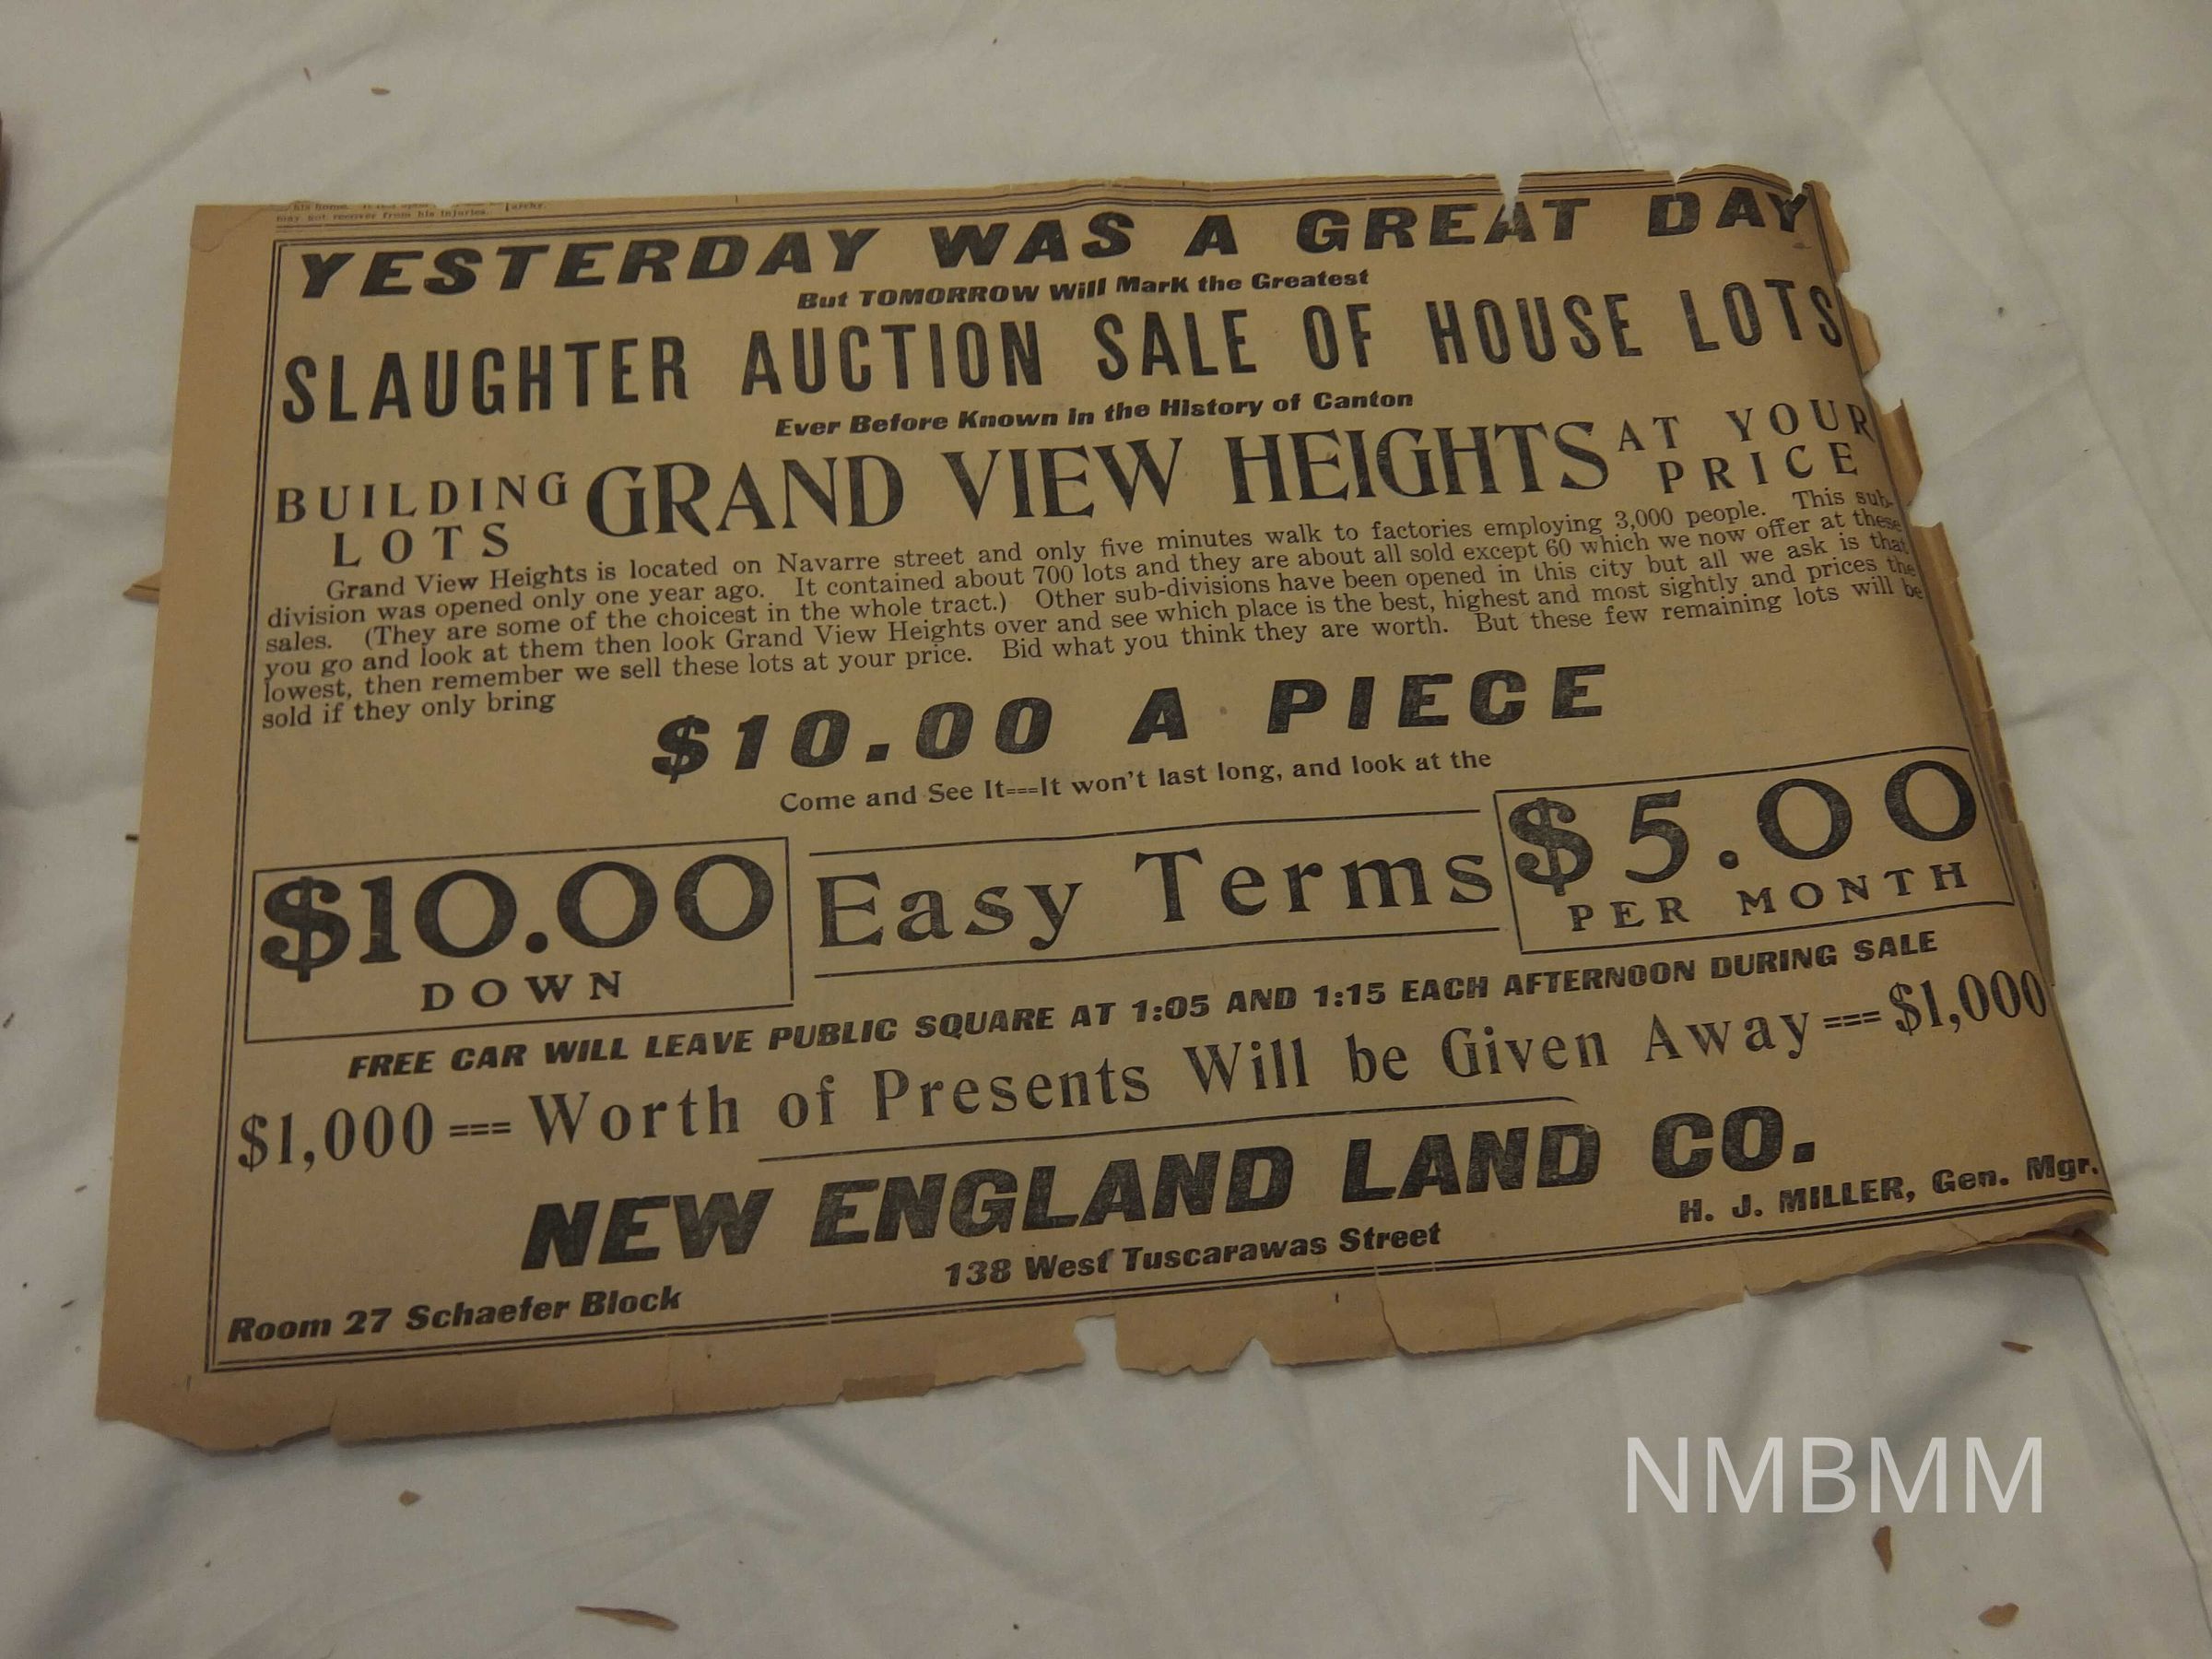 may not recover from his injuries.
YESTERDAY WAS A GREAT DAY
But TOMORROW Will Mark the Greatest
SLAUGHTER AUCTION SALE OF HOUSE LOTS
Ever Before Known in the History of Canton
BUILDING LOTS
GRAND VIEW HEIGHTS
AT YOUR PRICE
Grand View Heights is located on Navarre street and only five minutes walk to factories employing 3,000 people. This sub-
division was opened only one year ago. It contained about 700 lots and they are about all sold except 60 which we now offer at these
sales. (They are some of the choicest in the whole tract.) Other sub-divisions have been opened in this city but all we ask is that
you go and look at them then look Grand View Heights over and see which place is the best, highest and most sightly and prices the
lowest, then remember we sell these lots at your price. Bid what you think they are worth. But these few remaining lots will be
sold if they only bring
$10.00 A PIECE
Come and See It===It won't last long, and look at the
$10.00
DOWN
Easy Terms
$5.00
PER MONTH
FREE CAR WILL LEAVE PUBLIC SQUARE AT 1:05 AND 1:15 EACH AFTERNOON DURING SALE
$1,000===Worth of Presents Will be Given Away===$1,000
NEW ENGLAND LAND CO.
H. J. MILLER, Gen. Mgr.
138 West Tuscarawas Street
Room 27 Schaefer Block
NMBMM